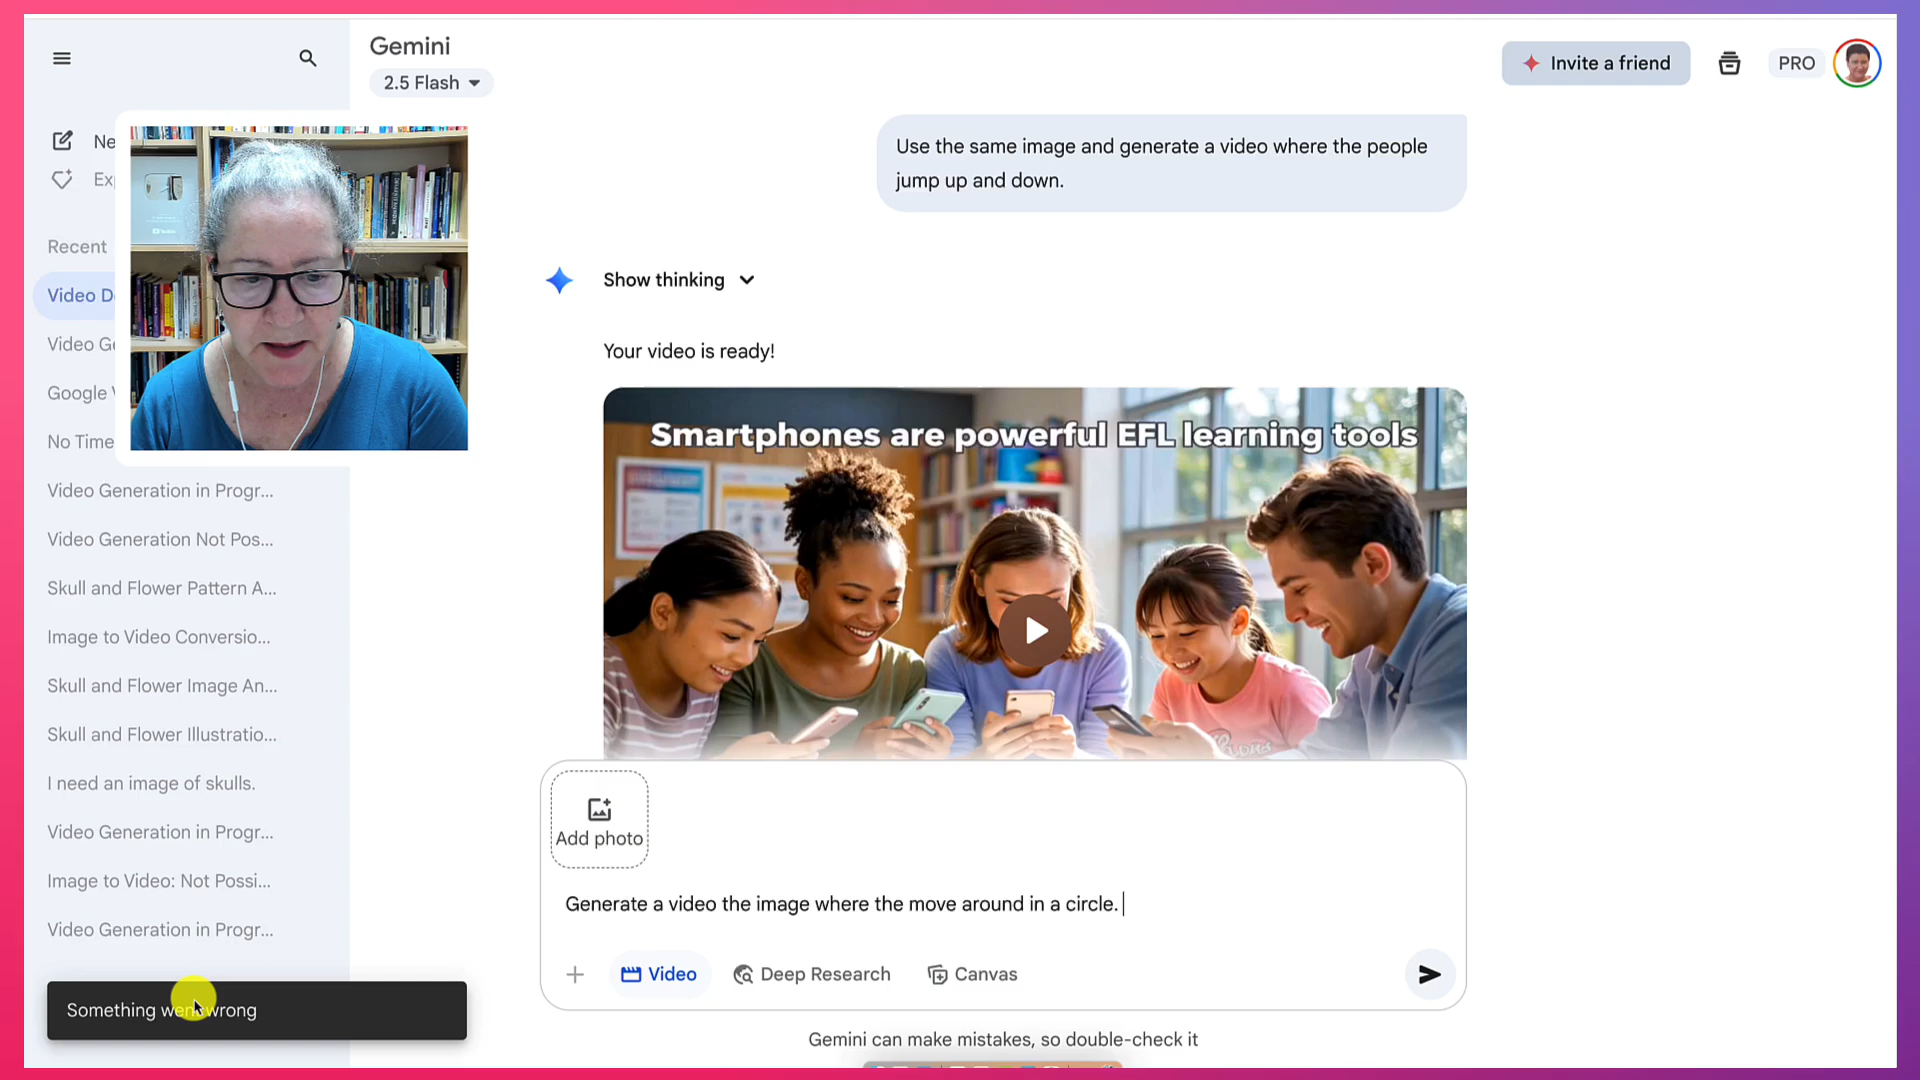 Gemini
2.5 Flash
Invite a friend
PRO
Ne
Ex
Recent
Video D
Video G
Google
No Time
Video Generation in Progr...
Video Generation Not Pos...
Skull and Flower Pattern A...
Image to Video Conversio...
Skull and Flower Image An...
Skull and Flower Illustratio...
I need an image of skulls.
Video Generation in Progr...
Image to Video: Not Possi...
Video Generation in Progr...
Something went wrong
Use the same image and generate a video where the people
jump up and down.
Show thinking
Your video is ready!
Smartphones are powerful EFL learning tools
Add photo
Generate a video the image where the move around in a circle.
Video
Deep Research
Canvas
Gemini can make mistakes, so double-check it